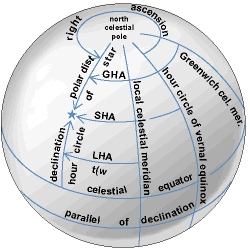 right ascension
north
celestial
pole
polar dist
hour circle of star
GHA
Greenwich cel. mer.
SHA
local celestial meridian
hour circle of vernal equinox
declination
LHA
t(w
celestial equator
parallel of declination